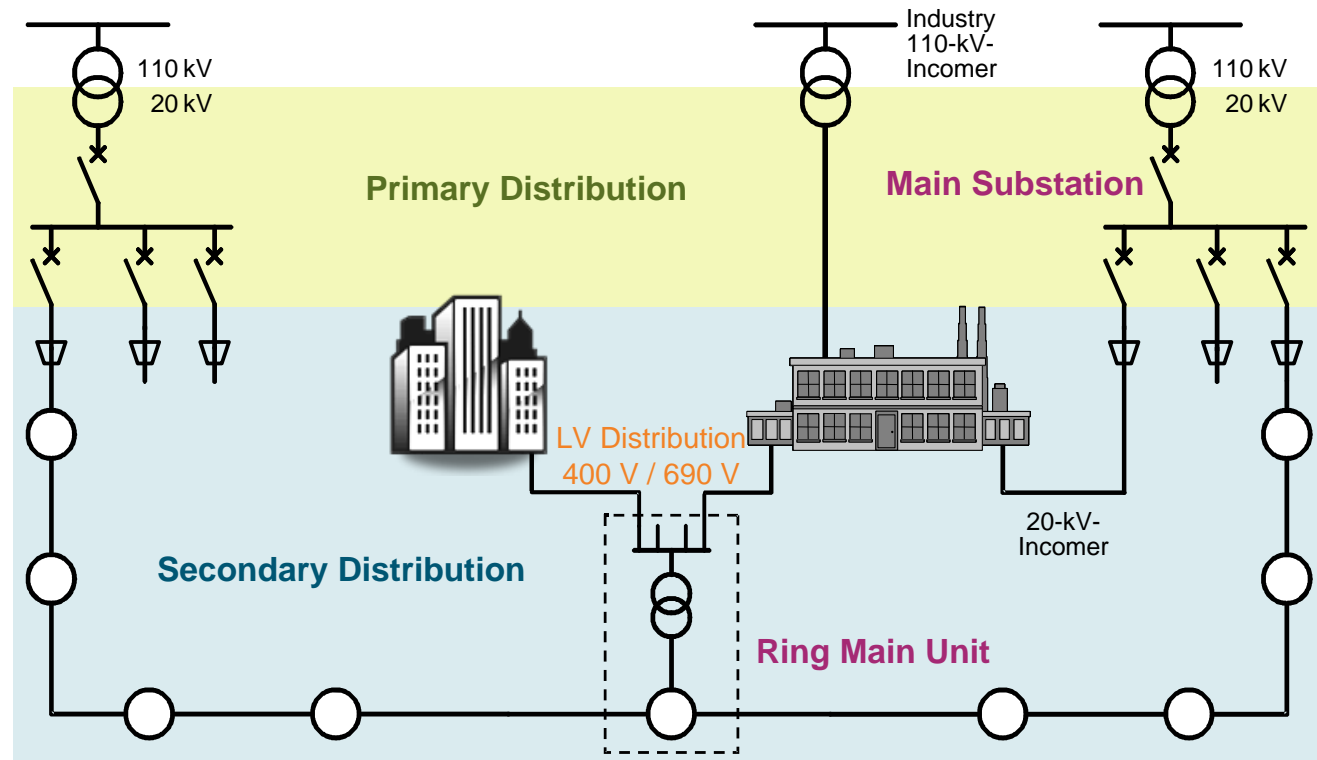 Industry
110-kV-
Incomer
110 kV
20 kV
110 kV
20 kV
Primary Distribution
Main Substation
LV Distribution
400 V / 690 V
20-kV-
Incomer
Secondary Distribution
Ring Main Unit